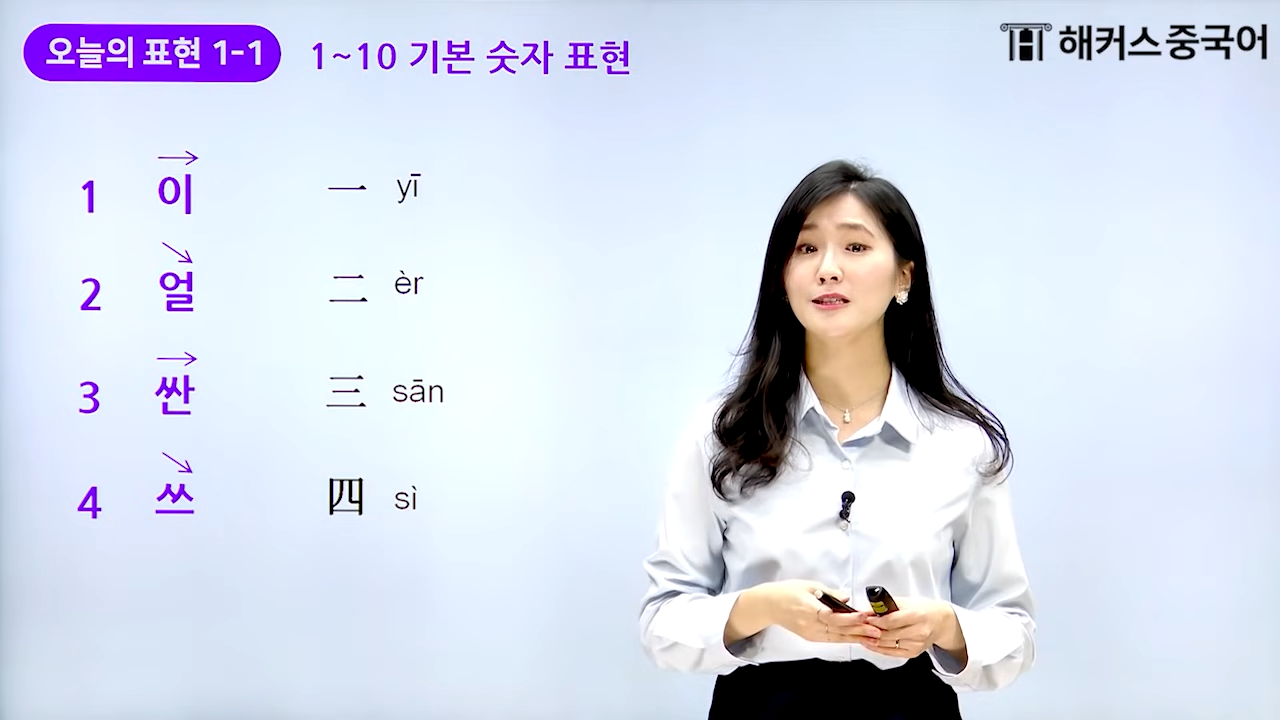 오늘의 표현 1-1 1~10 기본 숫자 표현 해커스중국어
1 이 一 yī
2 얼 二 èr
3 싼 三 sān
4 쓰 四 sì